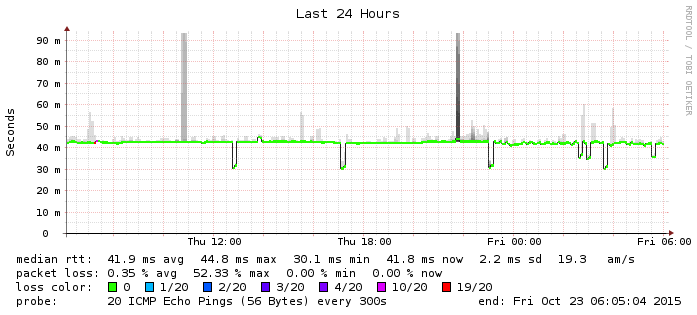 Last 24 Hours
RRDTOOL / TOBI OETIKER
Seconds
90 m
80 m
70 m
60 m
50 m
40 m
30 m
20 m
10 m
0
Thu 12:00 Thu 18:00 Fri 00:00 Fri 06:00
median rtt: 41.9 ms avg 44.8 ms max 30.1 ms min 41.8 ms now 2.2 ms sd 19.3 am/s
packet loss: 0.35 % avg 52.33 % max 0.00 % min 0.00 % now
loss color: 0 1/20 2/20 3/20 4/20 10/20 19/20
probe: 20 ICMP Echo Pings (56 Bytes) every 300s end: Fri Oct 23 06:05:04 2015